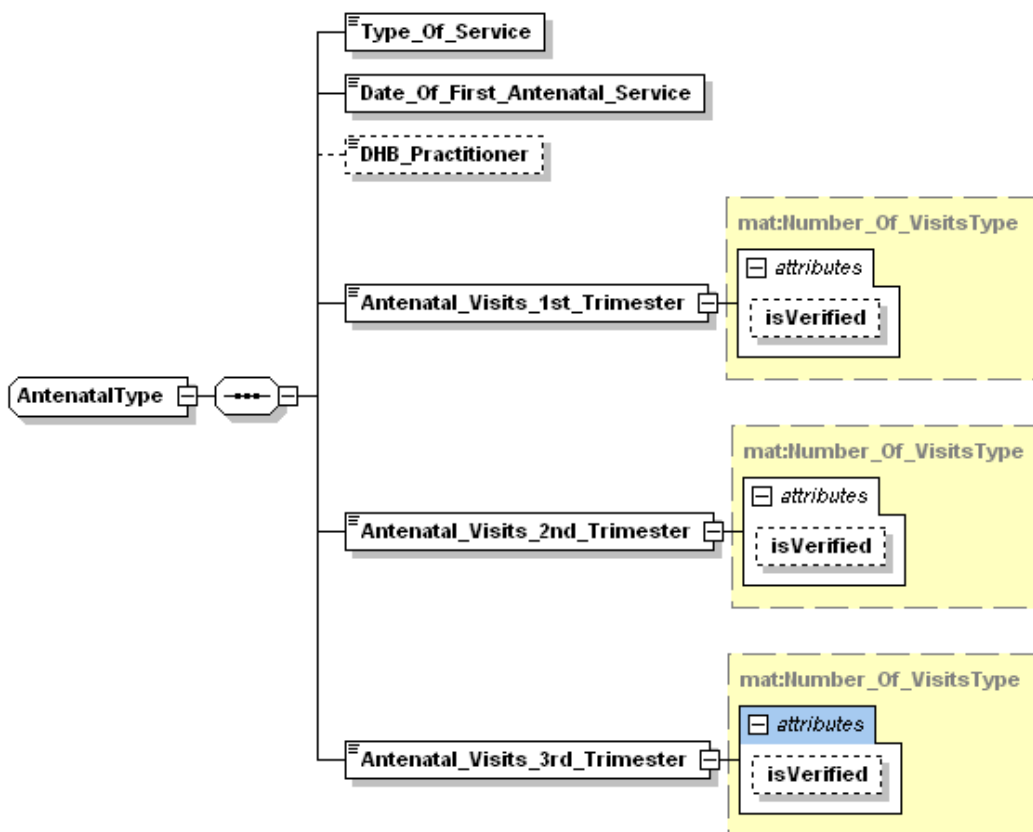 Type_Of_Service
Date_Of_First_Antenatal_Service
DHB_Practitioner
mat:Number_Of_VisitsType
attributes
Antenatal_Visits_1st_Trimester
isVerified
AntenatalType
mat:Number_Of_VisitsType
attributes
Antenatal_Visits_2nd_Trimester
isVerified
mat:Number_Of_VisitsType
attributes
Antenatal_Visits_3rd_Trimester
isVerified